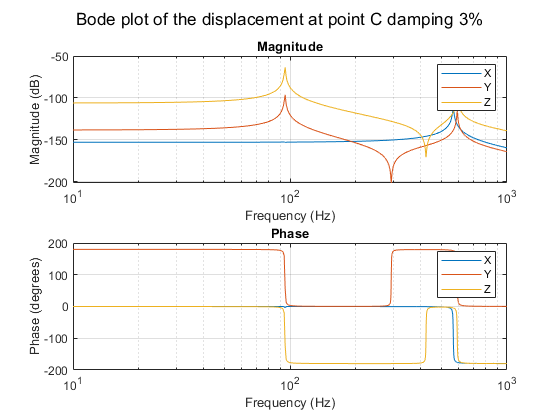 Bode plot of the displacement at point C damping 3%
Magnitude
-50
-100
-150
-200
Magnitude (dB)
X
Y
Z
10^1
10^2
10^3
Frequency (Hz)
Phase
200
100
0
-100
-200
Phase (degrees)
X
Y
Z
10^1
10^2
10^3
Frequency (Hz)